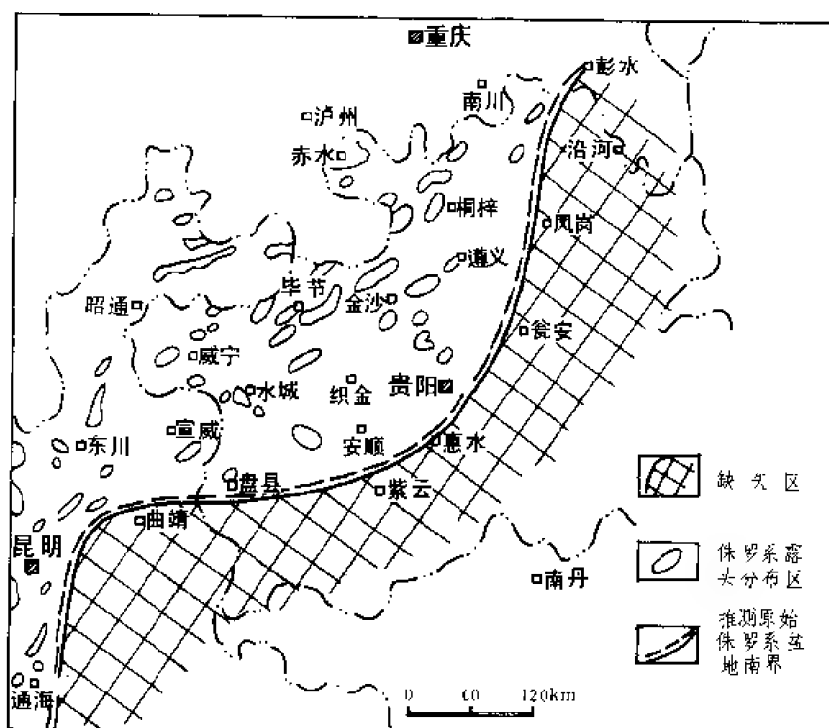 重庆
彭水
南川
泸州
赤水
沿河
桐梓
凤岗
遵义
毕节
昭通
金沙
瓮安
威宁
水城
织金
贵阳
宣威
东川
安顺
惠水
盘县
紫云
曲靖
昆明
南丹
通海
缺失区
侏罗系露
头分布区
推测原始
侏罗系盆
地南界
0 60 120km